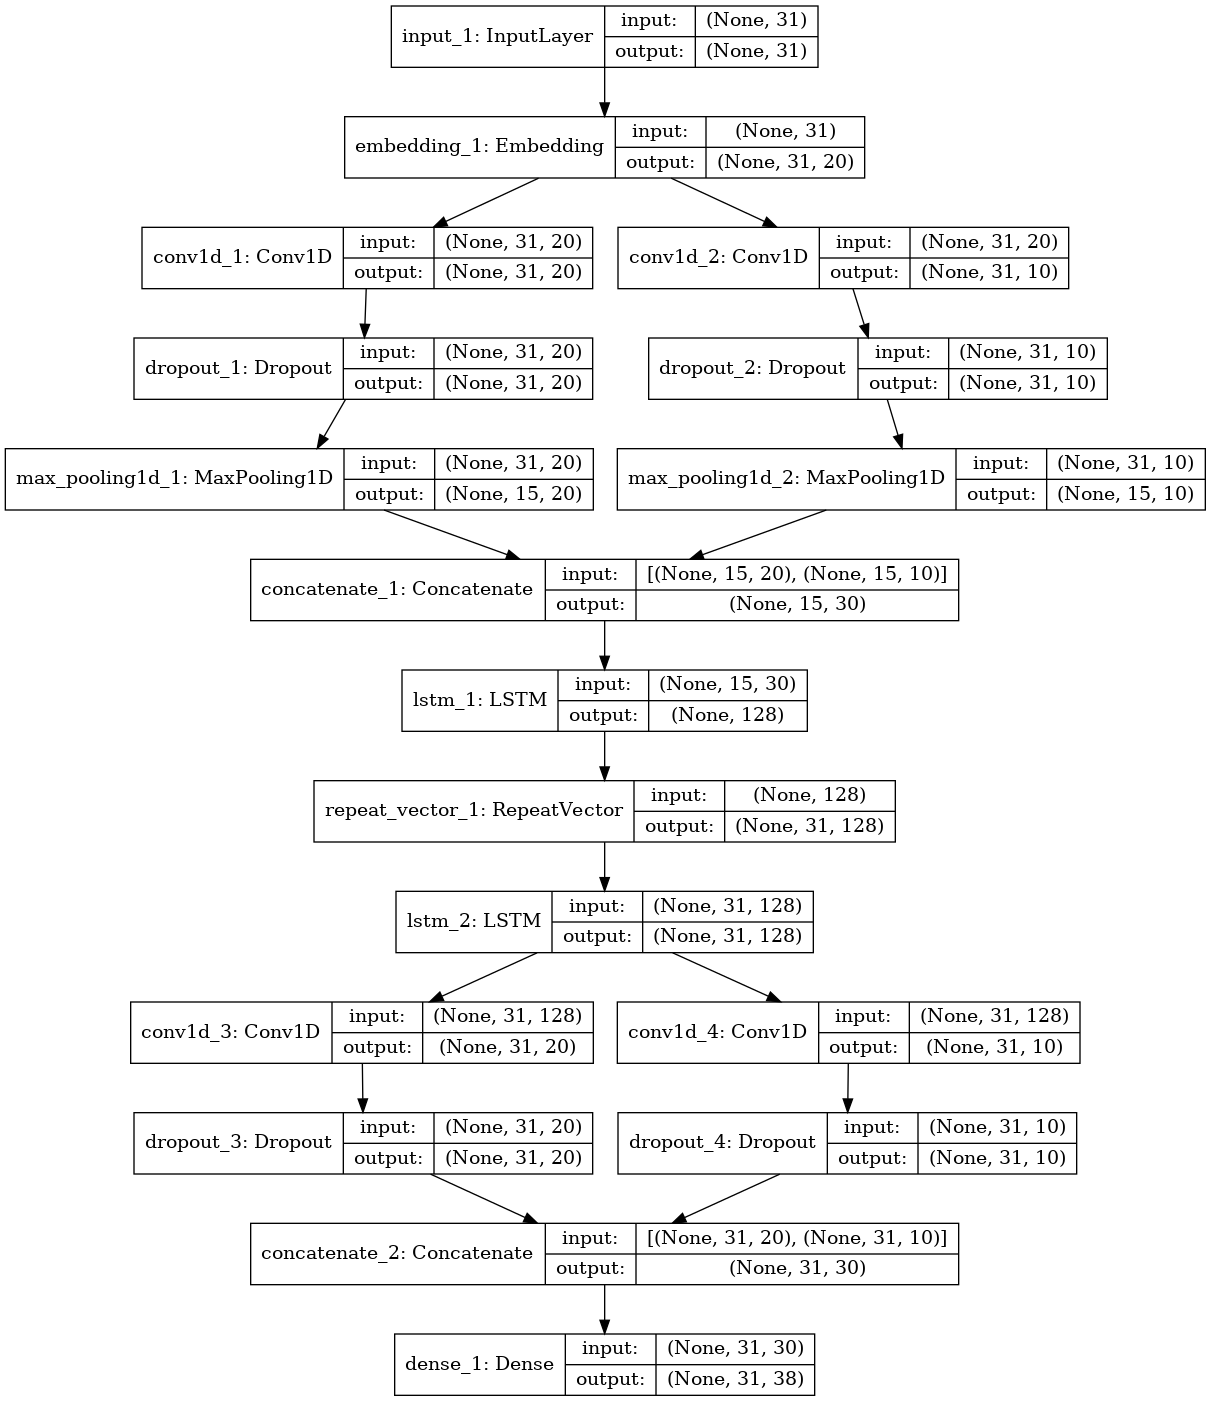 input_1: InputLayer
input: (None, 31)
output: (None, 31)
embedding_1: Embedding
input: (None, 31)
output: (None, 31, 20)
conv1d_1: Conv1D
input: (None, 31, 20)
output: (None, 31, 20)
conv1d_2: Conv1D
input: (None, 31, 20)
output: (None, 31, 10)
dropout_1: Dropout
input: (None, 31, 20)
output: (None, 31, 20)
dropout_2: Dropout
input: (None, 31, 10)
output: (None, 31, 10)
max_pooling1d_1: MaxPooling1D
input: (None, 31, 20)
output: (None, 15, 20)
max_pooling1d_2: MaxPooling1D
input: (None, 31, 10)
output: (None, 15, 10)
concatenate_1: Concatenate
input: [(None, 15, 20), (None, 15, 10)]
output: (None, 15, 30)
lstm_1: LSTM
input: (None, 15, 30)
output: (None, 128)
repeat_vector_1: RepeatVector
input: (None, 128)
output: (None, 31, 128)
lstm_2: LSTM
input: (None, 31, 128)
output: (None, 31, 128)
conv1d_3: Conv1D
input: (None, 31, 128)
output: (None, 31, 20)
conv1d_4: Conv1D
input: (None, 31, 128)
output: (None, 31, 10)
dropout_3: Dropout
input: (None, 31, 20)
output: (None, 31, 20)
dropout_4: Dropout
input: (None, 31, 10)
output: (None, 31, 10)
concatenate_2: Concatenate
input: [(None, 31, 20), (None, 31, 10)]
output: (None, 31, 30)
dense_1: Dense
input: (None, 31, 30)
output: (None, 31, 38)